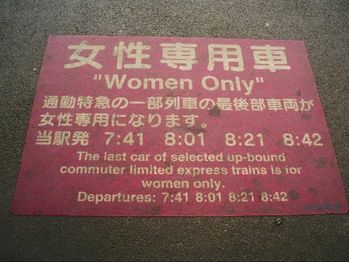 女性専用車
"Women Only"
通勤特急の一部列車の最後部車両が
女性専用になります。
当駅発 7:41 8:01 8:21 8:42
The last car of selected up-bound
commuter limited express trains is for
women only.
Departures: 7:41 8:01 8:21 8:42